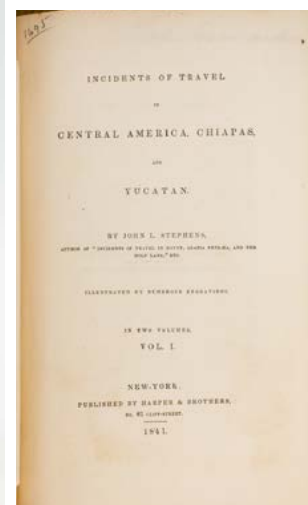 1695
INCIDENTS OF TRAVEL
IN
CENTRAL AMERICA, CHIAPAS,
AND
YUCATAN.
BY JOHN L. STEPHENS,
AUTHOR OF "INCIDENTS OF TRAVEL IN EGYPT, ARABIA PETRÆA, AND THE
HOLY LAND," ETC.
ILLUSTRATED BY NUMEROUS ENGRAVINGS.
IN TWO VOLUMES.
VOL. I.
NEW-YORK:
PUBLISHED BY HARPER & BROTHERS,
NO. 82 CLIFF-STREET.
1841.